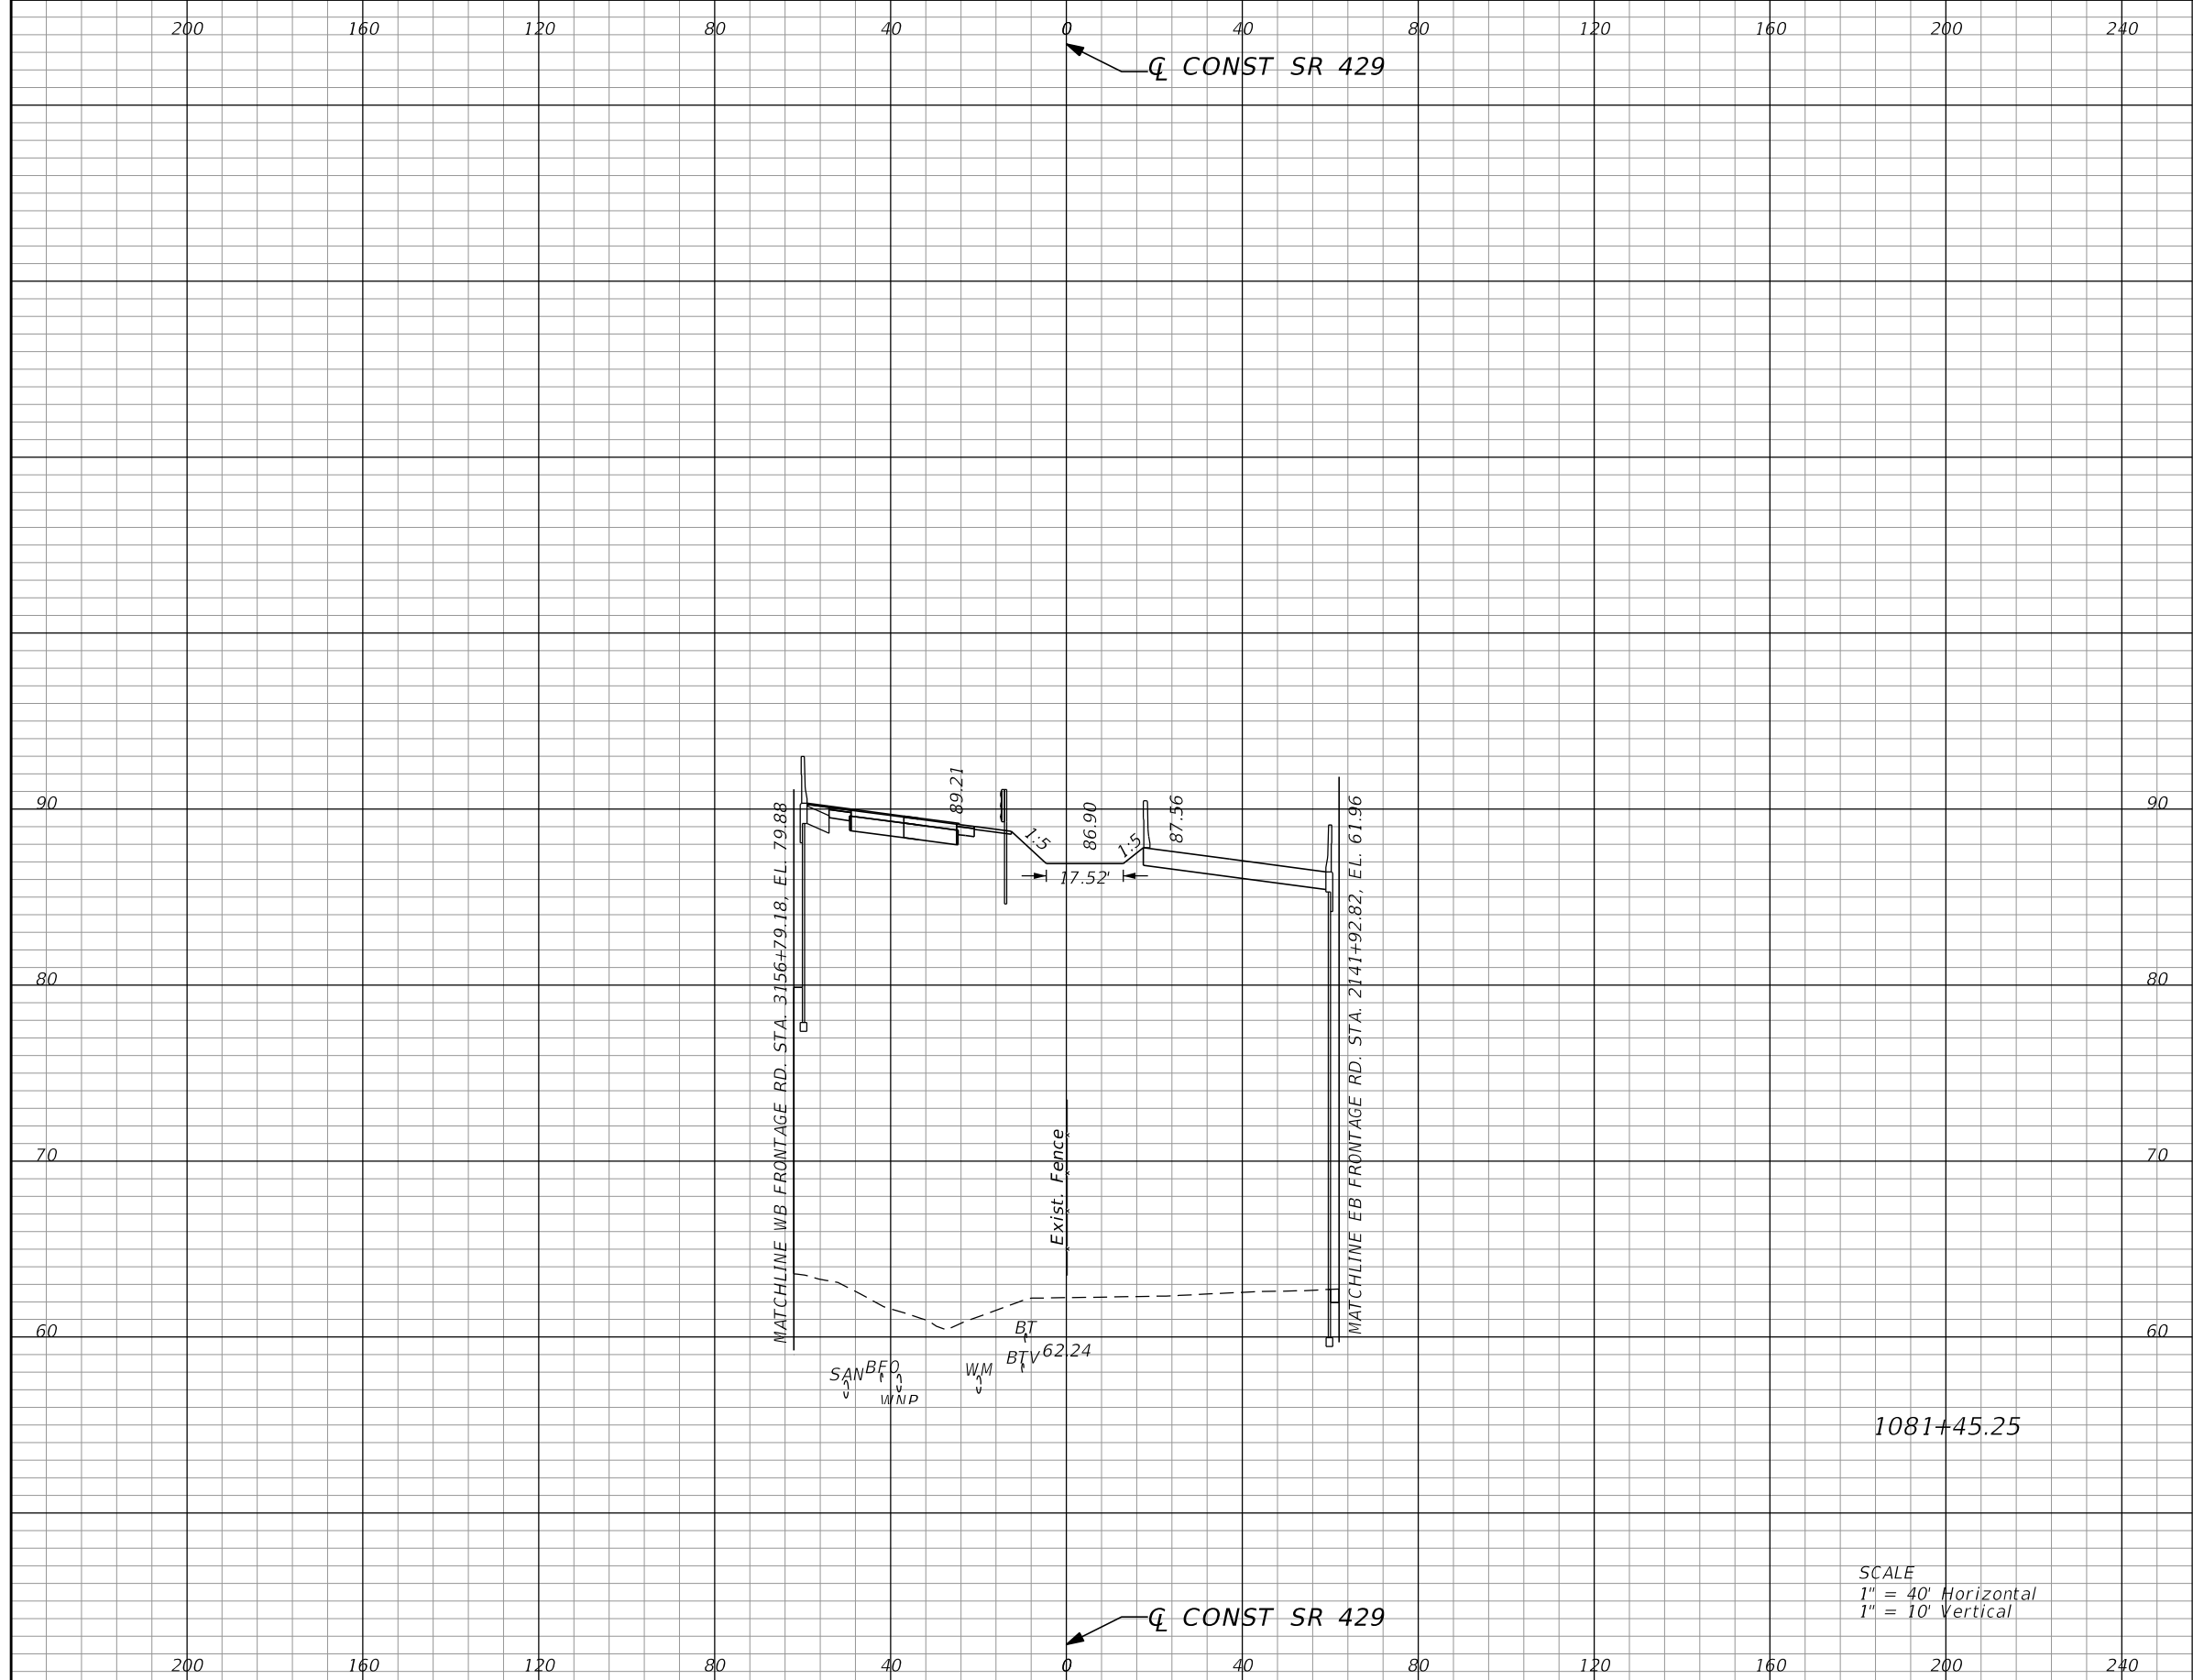 200 160 120 80 40 0 40 80 120 160 200 240
℄ CONST SR 429
90 90
80 80
70 70
60 60
MATCHLINE WB FRONTAGE RD. STA. 3156+79.18, EL. 79.88
89.21
1:5
86.90
1:5
87.56
17.52'
MATCHLINE EB FRONTAGE RD. STA. 2141+92.82, EL. 61.96
Exist. Fence
BT
BTV
62.24
SAN
BFO
WNP
WM
1081+45.25
SCALE
1" = 40' Horizontal
1" = 10' Vertical
℄ CONST SR 429
200 160 120 80 40 0 40 80 120 160 200 240